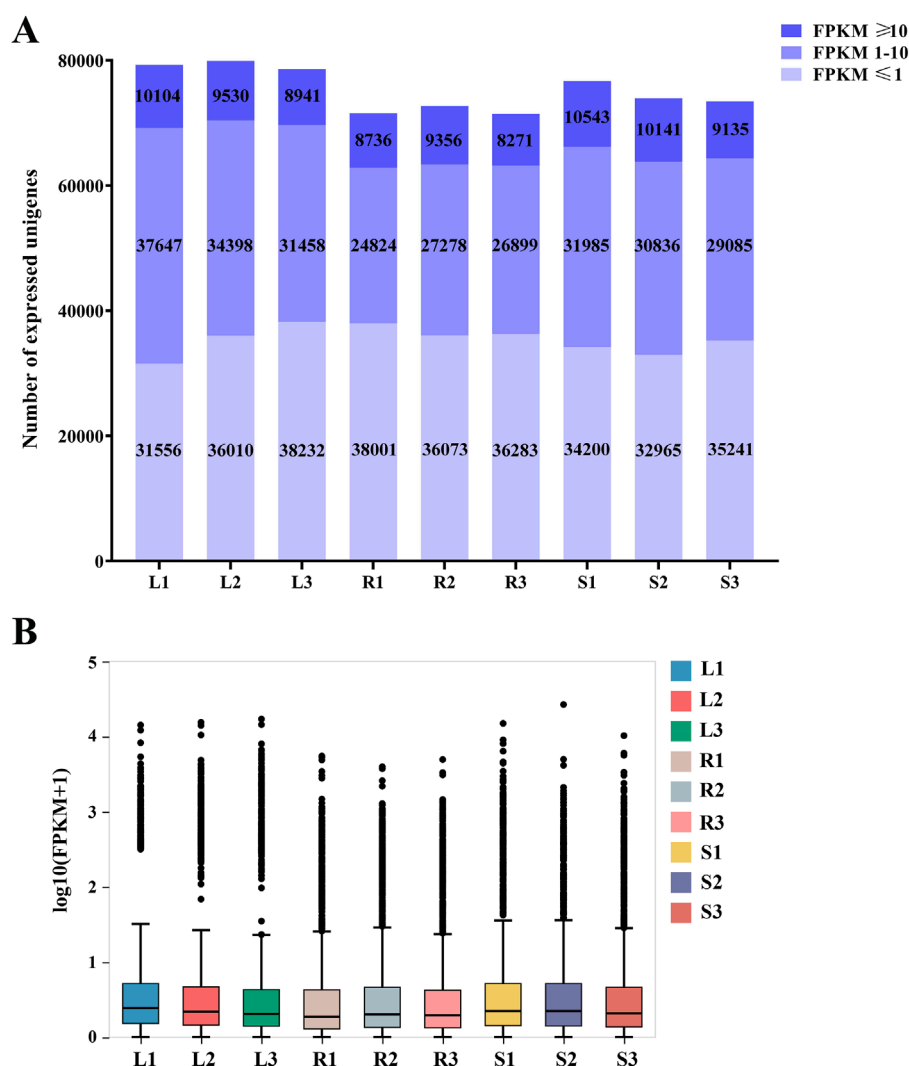 A
FPKM ≥10
FPKM 1-10
FPKM ≤1
Number of expressed unigenes
80000
60000
40000
20000
0
10104 9530 8941 8736 9356 8271 10543 10141 9135
37647 34398 31458 24824 27278 26899 31985 30836 29085
31556 36010 38232 38001 36073 36283 34200 32965 35241
L1 L2 L3 R1 R2 R3 S1 S2 S3
B
log10(FPKM+1)
5
4
3
2
1
0
L1 L2 L3 R1 R2 R3 S1 S2 S3
L1
L2
L3
R1
R2
R3
S1
S2
S3